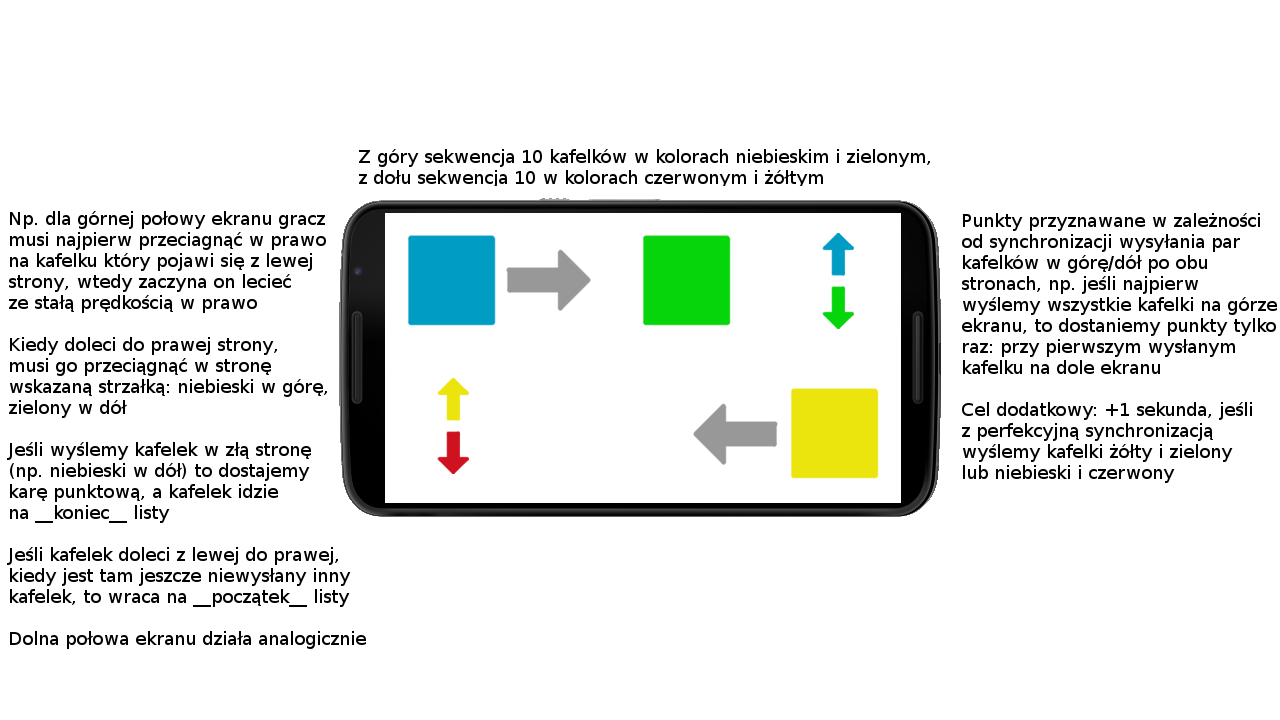 Z góry sekwencja 10 kafelków w kolorach niebieskim i zielonym,
z dołu sekwencja 10 w kolorach czerwonym i żółtym
Np. dla górnej połowy ekranu gracz
musi najpierw przeciagnąć w prawo
na kafelku który pojawi się z lewej
strony, wtedy zaczyna on lecieć
ze stałą prędkością w prawo
Kiedy doleci do prawej strony,
musi go przeciągnąć w stronę
wskazaną strzałką: niebieski w górę,
zielony w dół
Jeśli wyślemy kafelek w złą stronę
(np. niebieski w dół) to dostajemy
karę punktową, a kafelek idzie
na __koniec__ listy
Jeśli kafelek doleci z lewej do prawej,
kiedy jest tam jeszcze niewysłany inny
kafelek, to wraca na __początek__ listy
Dolna połowa ekranu działa analogicznie
Punkty przyznawane w zależności
od synchronizacji wysyłania par
kafelków w górę/dół po obu
stronach, np. jeśli najpierw
wyślemy wszystkie kafelki na górze
ekranu, to dostaniemy punkty tylko
raz: przy pierwszym wysłanym
kafelku na dole ekranu
Cel dodatkowy: +1 sekunda, jeśli
z perfekcyjną synchronizacją
wyślemy kafelki żółty i zielony
lub niebieski i czerwony